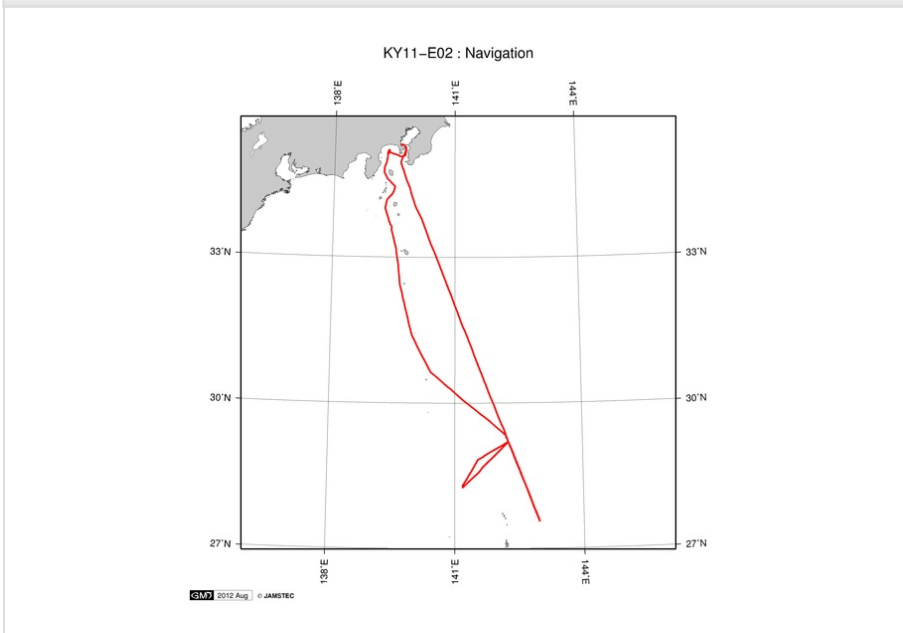 KY11−E02 : Navigation
138˚E
141˚E
144˚E
33˚N
33˚N
30˚N
30˚N
27˚N
27˚N
138˚E
141˚E
144˚E
GMT 2012 Aug © JAMSTEC